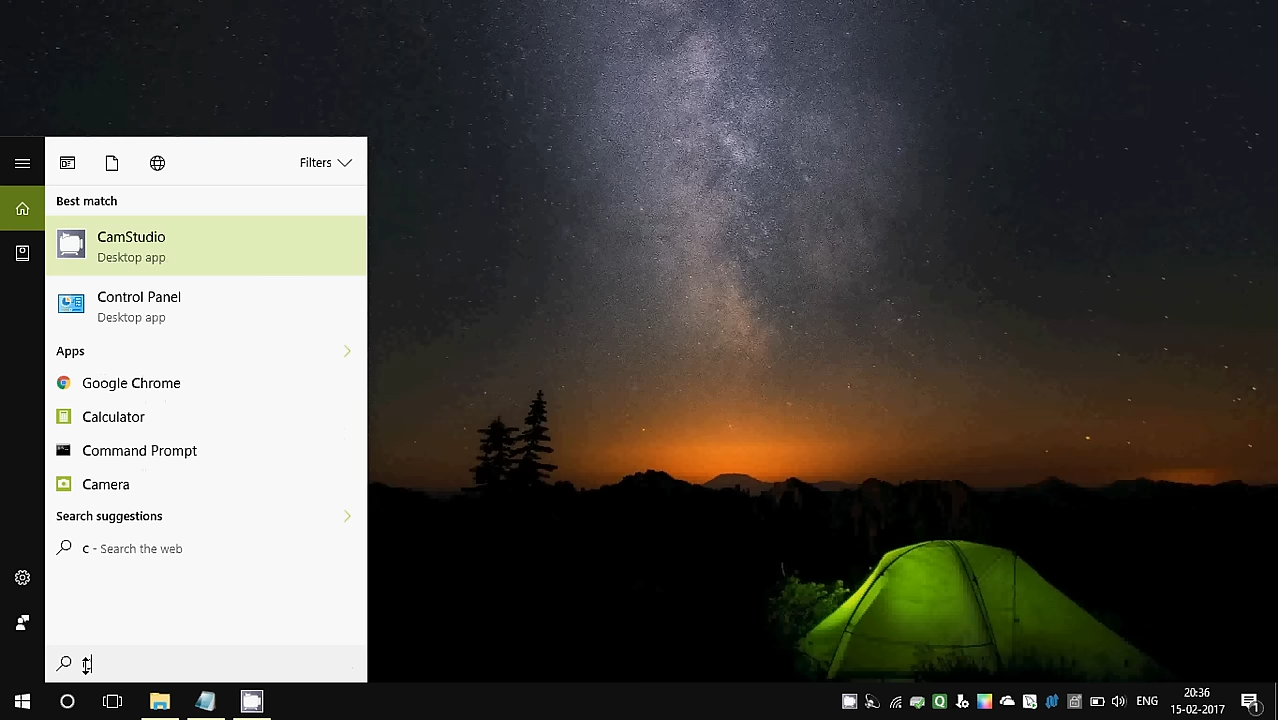 Filters
Best match
CamStudio
Desktop app
Control Panel
Desktop app
Apps
Google Chrome
Calculator
Command Prompt
Camera
Search suggestions
c - Search the web
ENG
20:36
15-02-2017
1